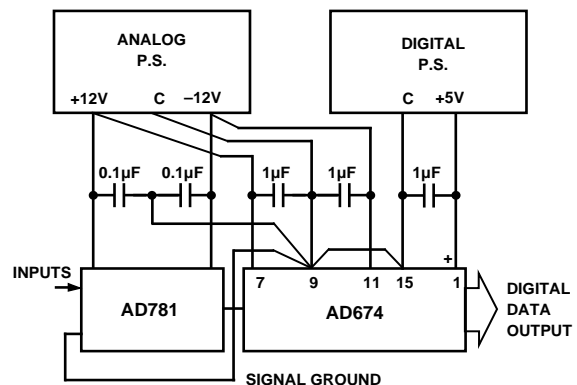 ANALOG
P.S.
DIGITAL
P.S.
+12V C –12V
C +5V
0.1µF 0.1µF 1µF 1µF 1µF
INPUTS
7 9 11 15 1
+
AD781
AD674
DIGITAL
DATA
OUTPUT
SIGNAL GROUND